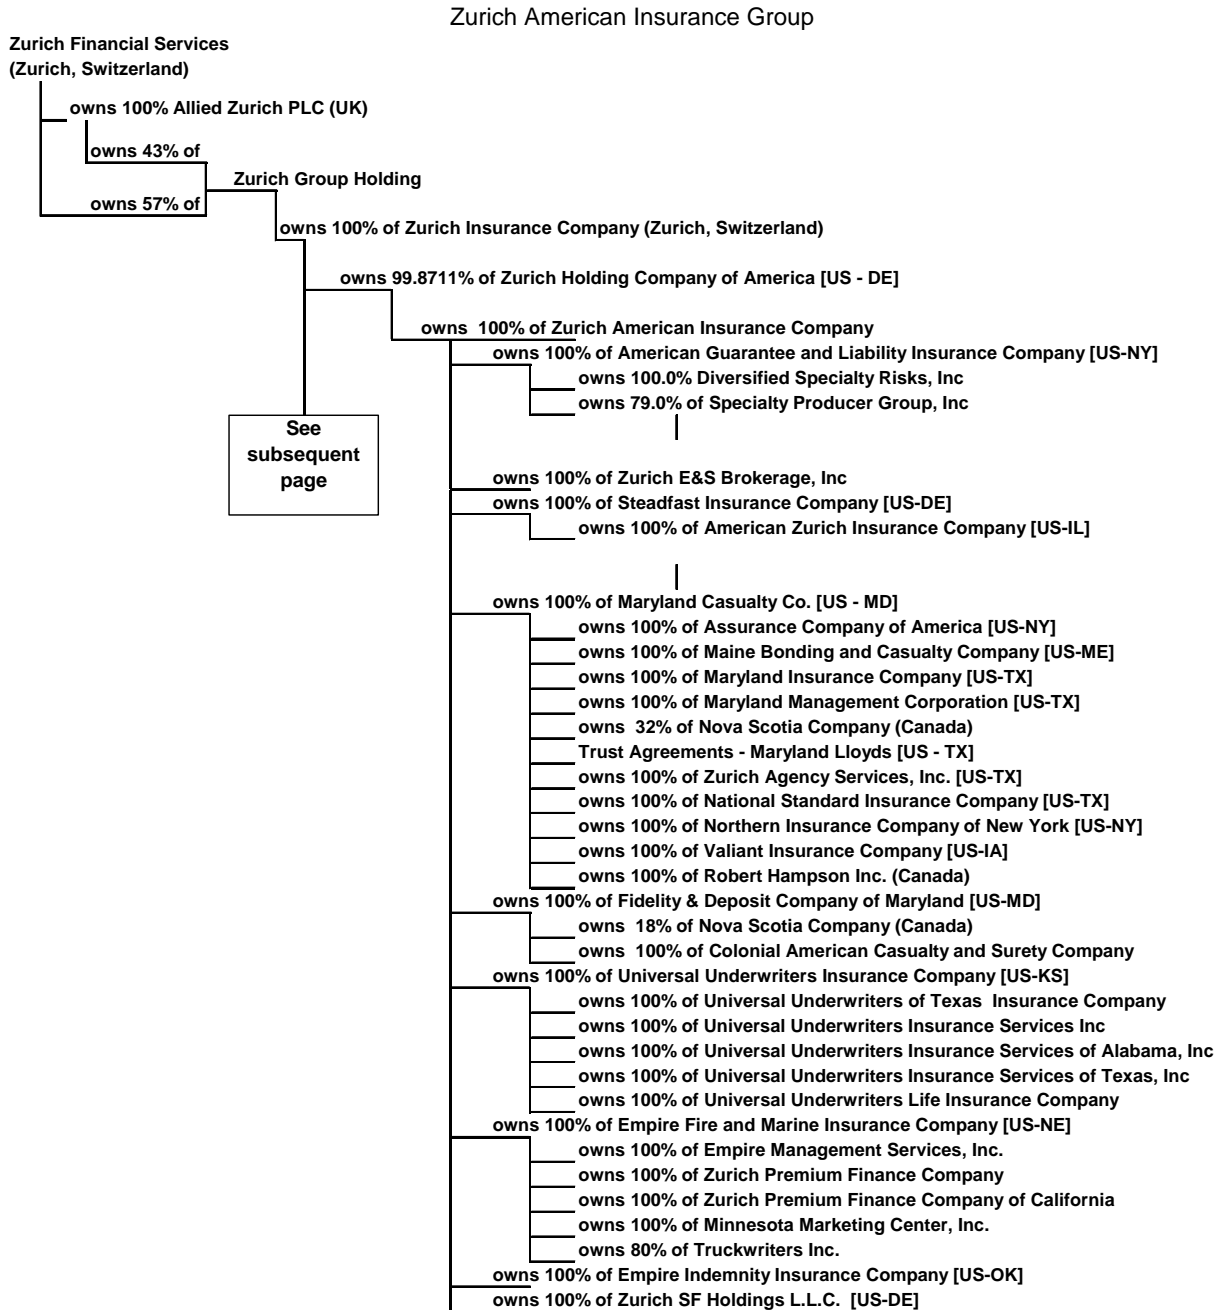 Zurich American Insurance Group
Zurich Financial Services
(Zurich, Switzerland)
owns 100% Allied Zurich PLC (UK)
owns 43% of
Zurich Group Holding
owns 57% of
owns 100% of Zurich Insurance Company (Zurich, Switzerland)
owns 99.8711% of Zurich Holding Company of America [US - DE]
owns  100% of Zurich American Insurance Company
owns 100% of American Guarantee and Liability Insurance Company [US-NY]
owns 100.0% Diversified Specialty Risks, Inc
owns 79.0% of Specialty Producer Group, Inc
See
subsequent
page
owns 100% of Zurich E&S Brokerage, Inc
owns 100% of Steadfast Insurance Company [US-DE]
owns 100% of American Zurich Insurance Company [US-IL]
owns 100% of Maryland Casualty Co. [US - MD]
owns 100% of Assurance Company of America [US-NY]
owns 100% of Maine Bonding and Casualty Company [US-ME]
owns 100% of Maryland Insurance Company [US-TX]
owns 100% of Maryland Management Corporation [US-TX]
owns  32% of Nova Scotia Company (Canada)
Trust Agreements - Maryland Lloyds [US - TX]
owns 100% of Zurich Agency Services, Inc. [US-TX]
owns 100% of National Standard Insurance Company [US-TX]
owns 100% of Northern Insurance Company of New York [US-NY]
owns 100% of Valiant Insurance Company [US-IA]
owns 100% of Robert Hampson Inc. (Canada)
owns 100% of Fidelity & Deposit Company of Maryland [US-MD]
owns  18% of Nova Scotia Company (Canada)
owns  100% of Colonial American Casualty and Surety Company
owns 100% of Universal Underwriters Insurance Company [US-KS]
owns 100% of Universal Underwriters of Texas  Insurance Company
owns 100% of Universal Underwriters Insurance Services Inc
owns 100% of Universal Underwriters Insurance Services of Alabama, Inc
owns 100% of Universal Underwriters Insurance Services of Texas, Inc
owns 100% of Universal Underwriters Life Insurance Company
owns 100% of Empire Fire and Marine Insurance Company [US-NE]
owns 100% of Empire Management Services, Inc.
owns 100% of Zurich Premium Finance Company
owns 100% of Zurich Premium Finance Company of California
owns 100% of Minnesota Marketing Center, Inc.
owns 80% of Truckwriters Inc.
owns 100% of Empire Indemnity Insurance Company [US-OK]
owns 100% of Zurich SF Holdings L.L.C.  [US-DE]